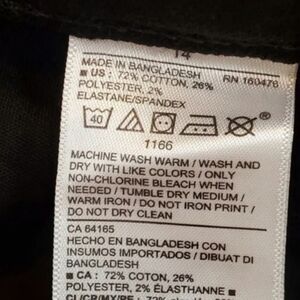 14
MADE IN BANGLADESH
■ US : 72% COTTON, 26% RN 160476
POLYESTER, 2%
ELASTANE/SPANDEX
40
1166
MACHINE WASH WARM / WASH AND
DRY WITH LIKE COLORS / ONLY
NON-CHLORINE BLEACH WHEN
NEEDED / TUMBLE DRY MEDIUM /
WARM IRON / DO NOT IRON PRINT /
DO NOT DRY CLEAN
CA 64165
HECHO EN BANGLADESH CON
INSUMOS IMPORTADOS / DIBUAT DI
BANGLADESH
■ CA : 72% COTON, 26%
POLYESTER, 2% ÉLASTHANNE